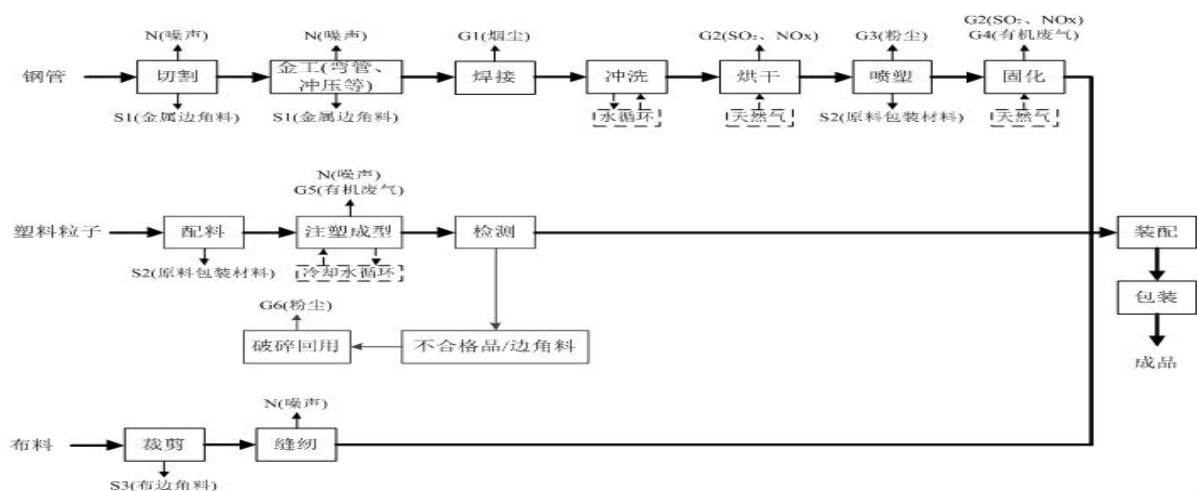 G2(SO₂、NOx)
N(噪声)
N(噪声)
G1(烟尘)
G2(SO₂、NOx)
G3(粉尘)
G4(有机废气)
钢管
切割
金工(弯管、
冲压等)
焊接
冲洗
烘干
喷塑
固化
S1(金属边角料)
S1(金属边角料)
水循环
天然气
S2(原料包装材料)
天然气
N(噪声)
G5(有机废气)
塑料粒子
配料
注塑成型
检测
装配
S2(原料包装材料)
冷却水循环
G6(粉尘)
包装
破碎回用
不合格品/边角料
成品
N(噪声)
布料
裁剪
缝纫
S3(布边角料)